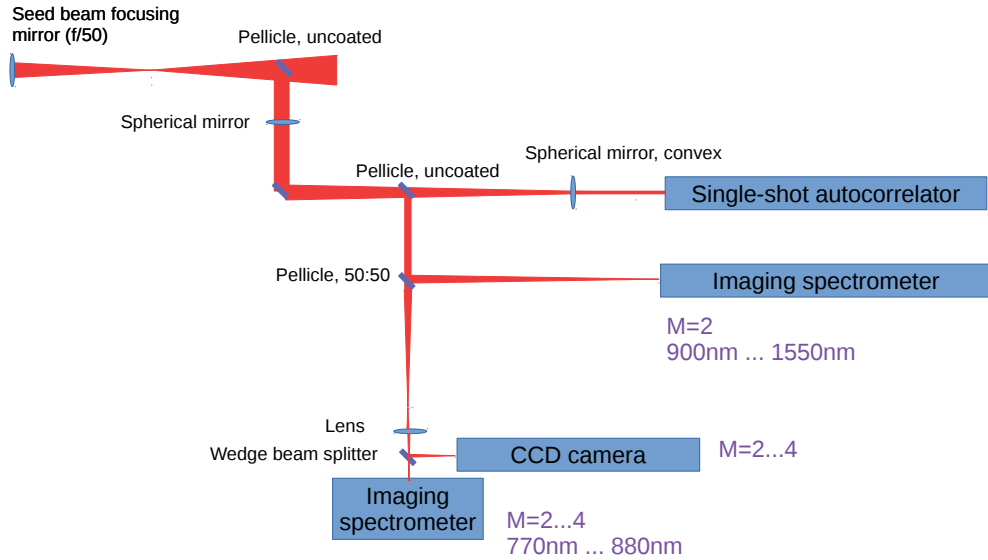 Seed beam focusing
mirror (f/50)
Pellicle, uncoated
Spherical mirror
Pellicle, uncoated
Spherical mirror, convex
Single-shot autocorrelator
Pellicle, 50:50
Imaging spectrometer
M=2
900nm ... 1550nm
Lens
Wedge beam splitter
CCD camera
M=2...4
Imaging
spectrometer
M=2...4
770nm ... 880nm